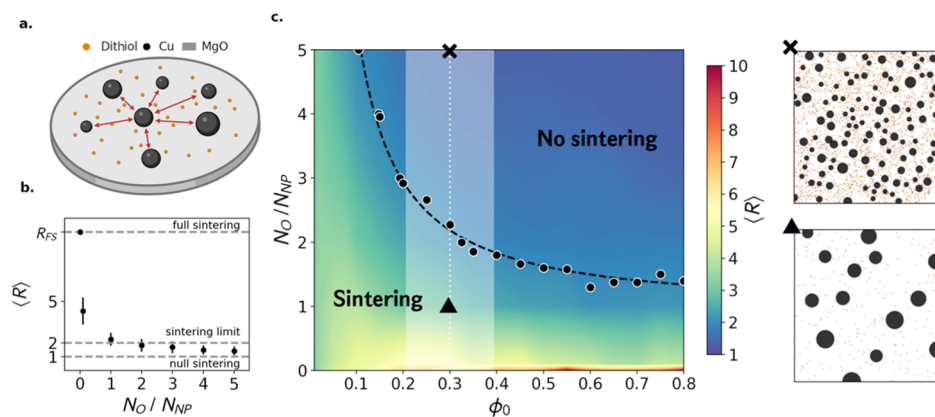 a.
Dithiol Cu MgO
b.
⟨R⟩
R_FS
5
2
1
full sintering
sintering limit
null sintering
0 1 2 3 4 5
N_O / N_NP
c.
N_O / N_NP
5
4
3
2
1
0
No sintering
Sintering
0.1 0.2 0.3 0.4 0.5 0.6 0.7 0.8
ϕ_0
10
9
8
7
6
5
4
3
2
1
⟨R⟩